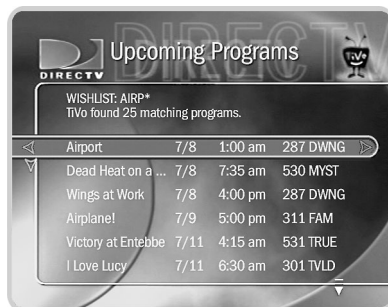 DIRECTV
Upcoming Programs
TiVo
DIRECTV
WISHLIST: AIRP*
TiVo found 25 matching programs.
Airport 7/8 1:00 am 287 DWNG
Dead Heat on a ... 7/8 7:35 am 530 MYST
Wings at Work 7/8 4:00 pm 287 DWNG
Airplane! 7/9 5:00 pm 311 FAM
Victory at Entebbe 7/11 4:15 am 531 TRUE
I Love Lucy 7/11 6:30 am 301 TVLD